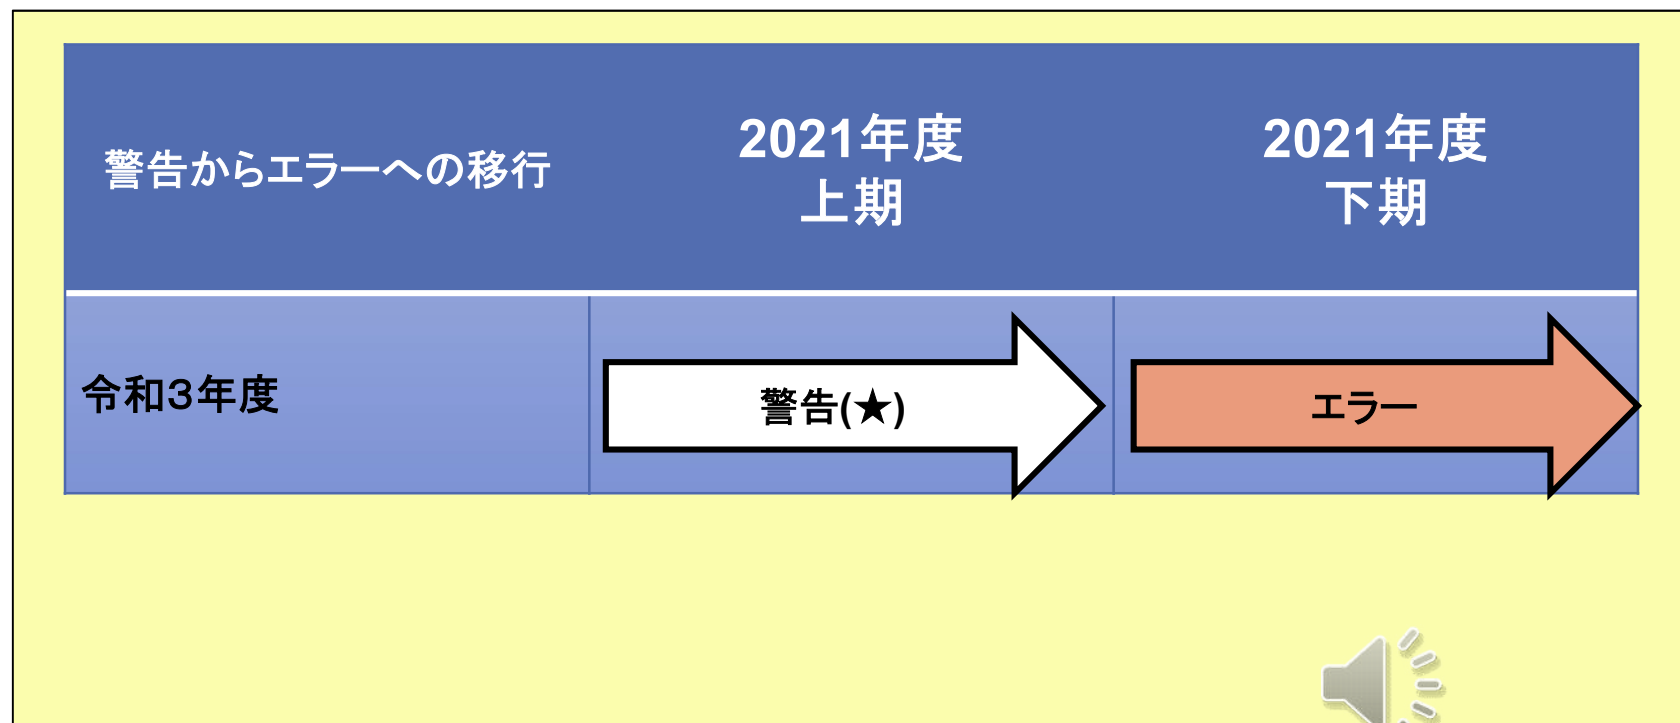 警告からエラーへの移行
2021年度
上期
2021年度
下期
令和３年度
警告(★)
エラー